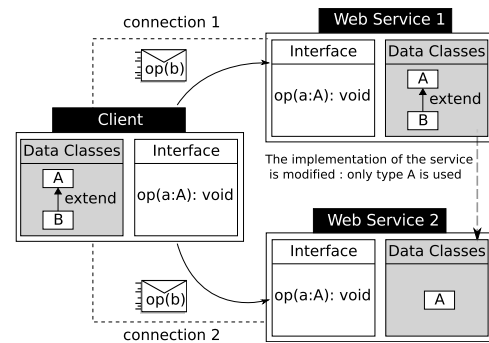 connection 1
op(b)
Web Service 1
Interface
op(a:A): void
Data Classes
A
extend
B
Client
Data Classes
A
extend
B
Interface
op(a:A): void
The implementation of the service
is modified : only type A is used
Web Service 2
Interface
op(a:A): void
Data Classes
A
op(b)
connection 2